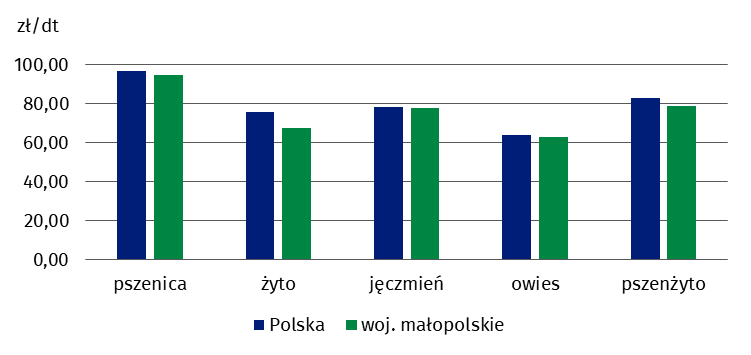 zł/dt
100,00
80,00
60,00
40,00
20,00
0,00
pszenica żyto jęczmień owies pszenżyto
Polska woj. małopolskie